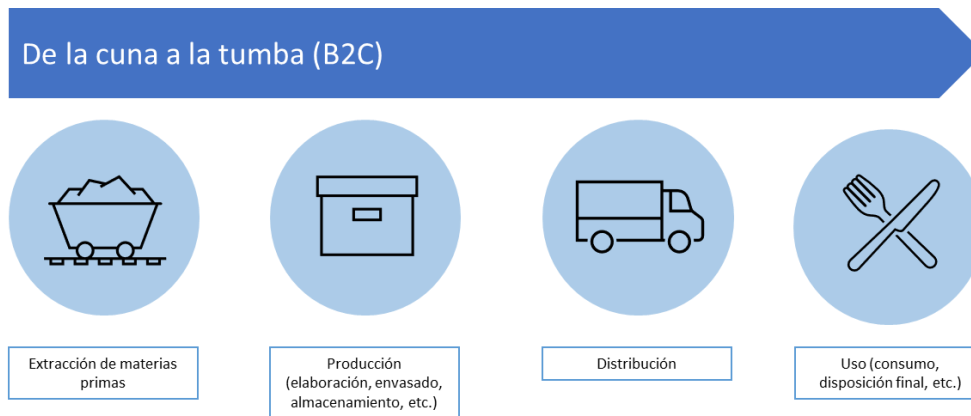 De la cuna a la tumba (B2C)
Extracción de materias
primas
Producción
(elaboración, envasado,
almacenamiento, etc.)
Distribución
Uso (consumo,
disposición final, etc.)